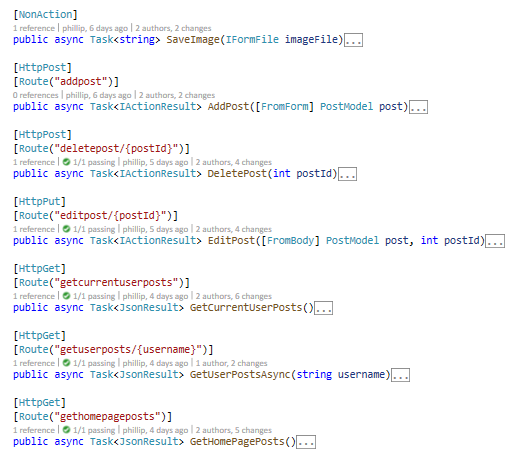 [NonAction]
1 reference | phillip, 6 days ago | 2 authors, 2 changes
public async Task<string> SaveImage(IFormFile imageFile)...
[HttpPost]
[Route("addpost")]
0 references | phillip, 6 days ago | 2 authors, 2 changes
public async Task<IActionResult> AddPost([FromForm] PostModel post)...
[HttpPost]
[Route("deletepost/{postId}")]
1 reference | 1/1 passing | phillip, 5 days ago | 2 authors, 4 changes
public async Task<IActionResult> DeletePost(int postId)...
[HttpPut]
[Route("editpost/{postId}")]
1 reference | 1/1 passing | phillip, 5 days ago | 2 authors, 4 changes
public async Task<IActionResult> EditPost([FromBody] PostModel post, int postId)...
[HttpGet]
[Route("getcurrentuserposts")]
1 reference | 1/1 passing | phillip, 4 days ago | 2 authors, 6 changes
public async Task<JsonResult> GetCurrentUserPosts()...
[HttpGet]
[Route("getuserposts/{username}")]
1 reference | 1/1 passing | phillip, 4 days ago | 1 author, 2 changes
public async Task<JsonResult> GetUserPostsAsync(string username)...
[HttpGet]
[Route("gethomepageposts")]
1 reference | 1/1 passing | phillip, 4 days ago | 2 authors, 5 changes
public async Task<JsonResult> GetHomePagePosts()...